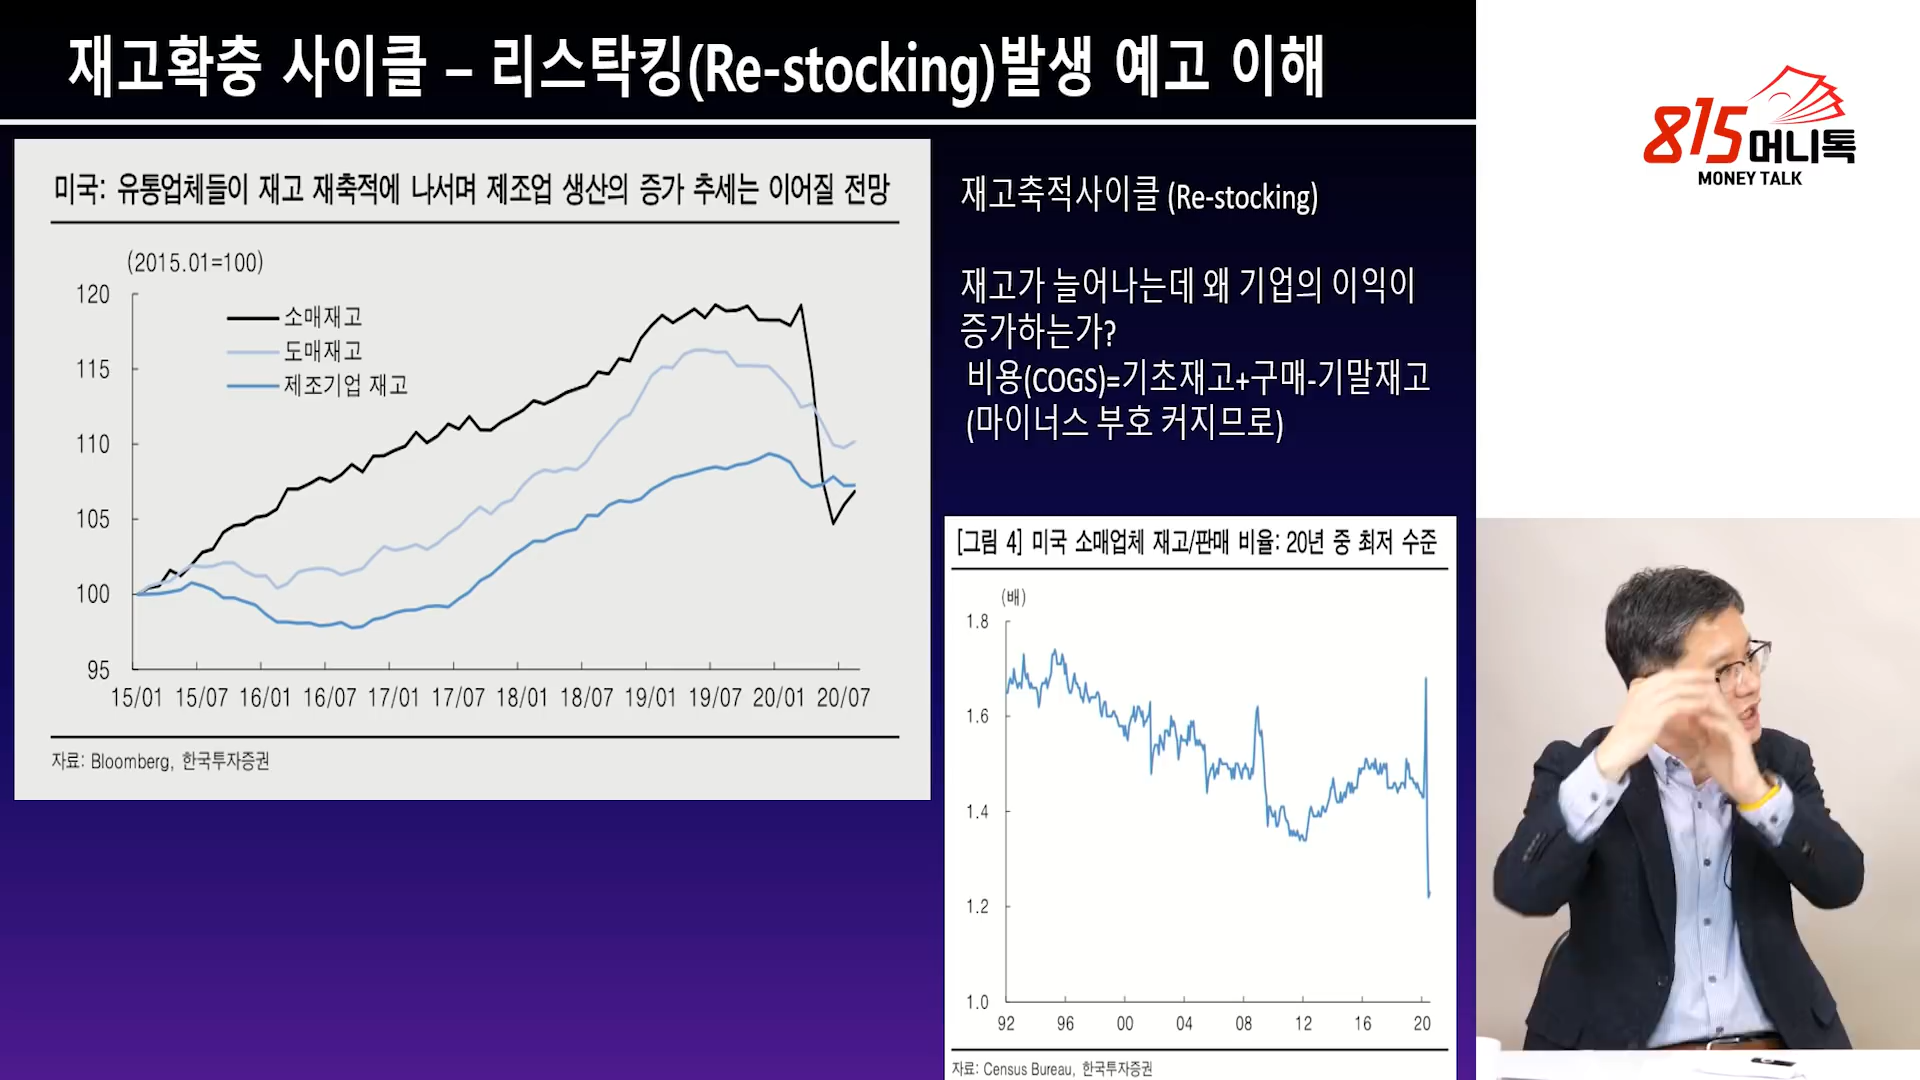 재고확충 사이클 – 리스탁킹(Re-stocking)발생 예고 이해
815머니톡
MONEY TALK
미국: 유통업체들이 재고 재축적에 나서며 제조업 생산의 증가 추세는 이어질 전망
(2015.01=100)
120
115
110
105
100
95
소매재고
도매재고
제조기업 재고
15/01 15/07 16/01 16/07 17/01 17/07 18/01 18/07 19/01 19/07 20/01 20/07
자료: Bloomberg, 한국투자증권
재고축적사이클 (Re-stocking)
재고가 늘어나는데 왜 기업의 이익이
증가하는가?
비용(COGS)=기초재고+구매-기말재고
(마이너스 부호 커지므로)
[그림 4] 미국 소매업체 재고/판매 비율: 20년 중 최저 수준
(배)
1.8
1.6
1.4
1.2
1.0
92 96 00 04 08 12 16 20
자료: Census Bureau, 한국투자증권